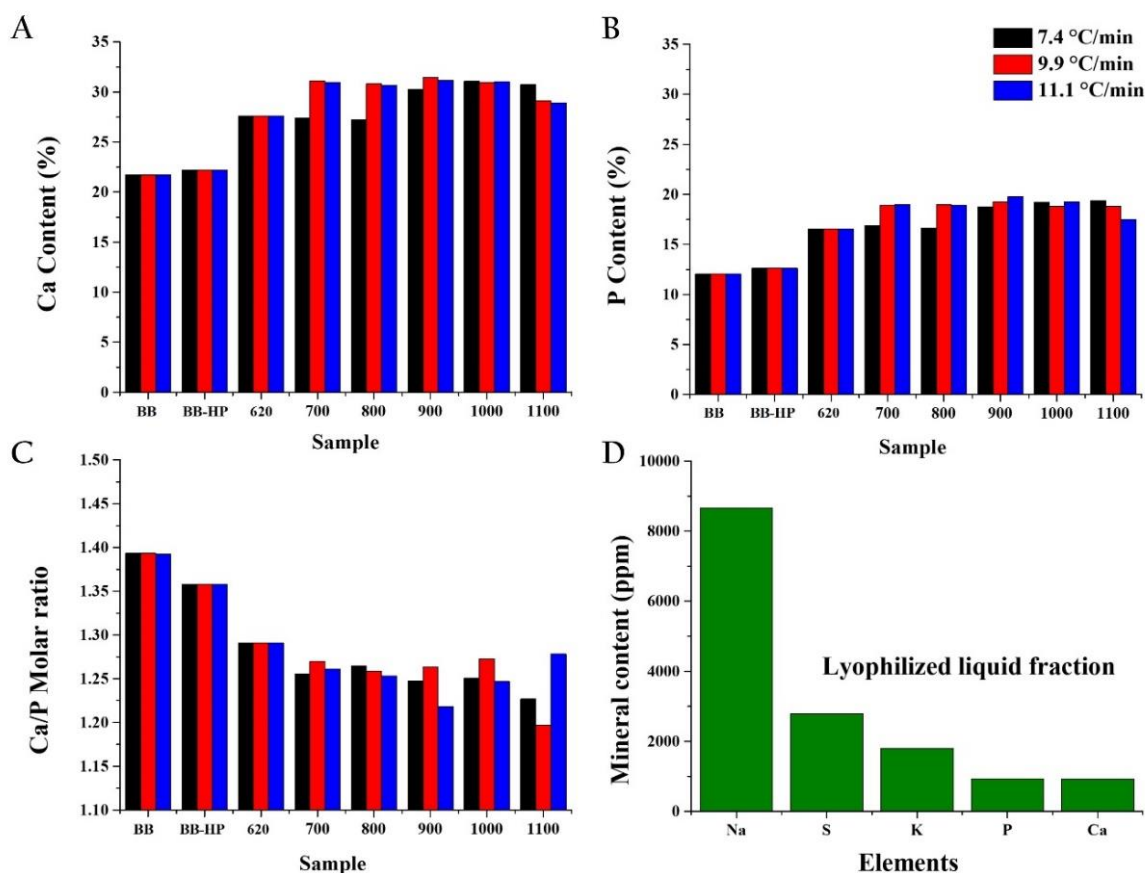 A
Ca Content (%)
35
30
25
20
15
10
5
0
BB BB-HP 620 700 800 900 1000 1100
Sample
B
7.4 °C/min
9.9 °C/min
11.1 °C/min
P Content (%)
35
30
25
20
15
10
5
0
BB BB-HP 620 700 800 900 1000 1100
Sample
C
Ca/P Molar ratio
1.50
1.45
1.40
1.35
1.30
1.25
1.20
1.15
1.10
BB BB-HP 620 700 800 900 1000 1100
Sample
D
Mineral content (ppm)
10000
8000
6000
4000
2000
0
Lyophilized liquid fraction
Na S K P Ca
Elements